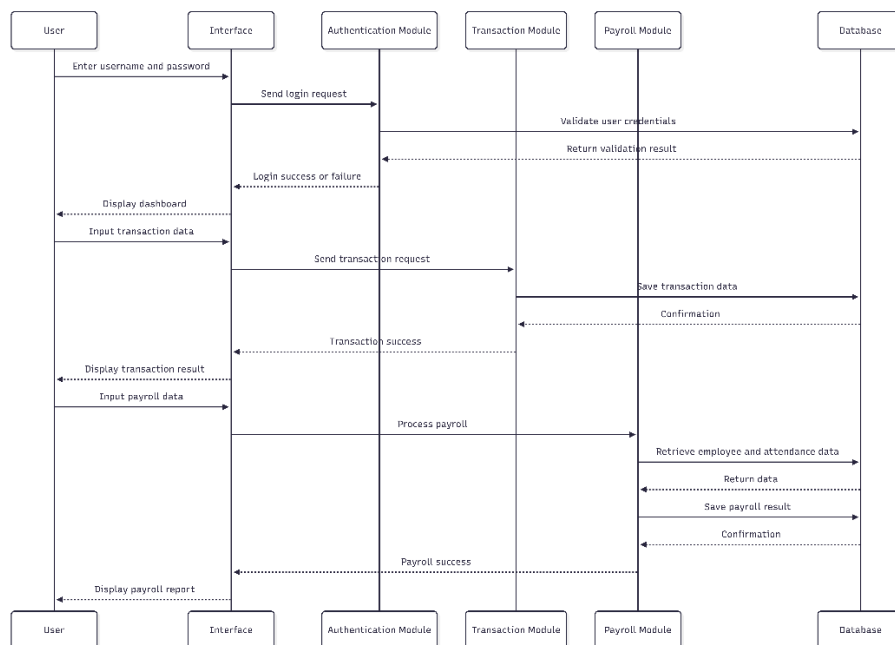 User
Interface
Authentication Module
Transaction Module
Payroll Module
Database
Enter username and password
Send login request
Validate user credentials
Return validation result
Login success or failure
Display dashboard
Input transaction data
Send transaction request
Save transaction data
Confirmation
Transaction success
Display transaction result
Input payroll data
Process payroll
Retrieve employee and attendance data
Return data
Save payroll result
Confirmation
Payroll success
Display payroll report
User
Interface
Authentication Module
Transaction Module
Payroll Module
Database